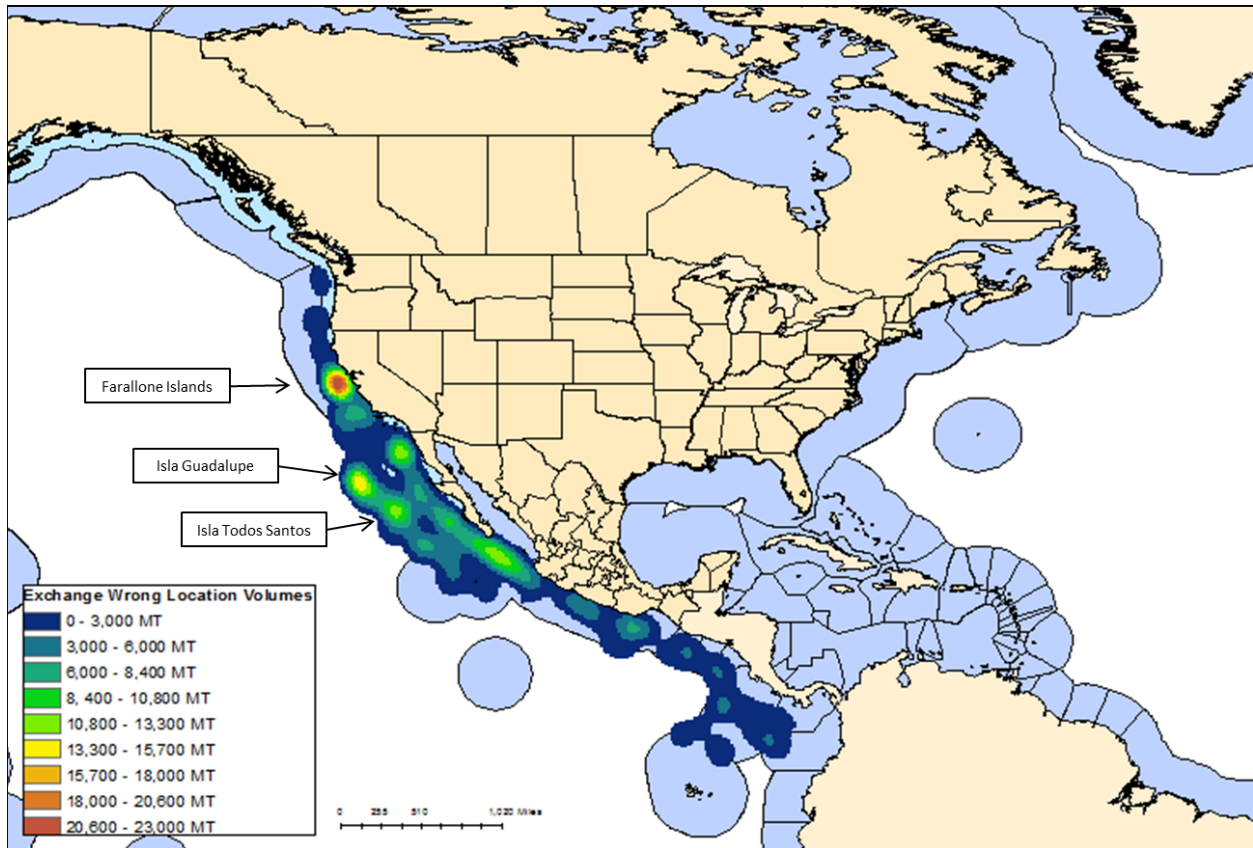 Farallone Islands
Isla Guadalupe
Isla Todos Santos
Exchange Wrong Location Volumes
0 - 3,000 MT
3,000 - 6,000 MT
6,000 - 8,400 MT
8, 400 - 10,800 MT
10,800 - 13,300 MT
13,300 - 15,700 MT
15,700 - 18,000 MT
18,000 - 20,600 MT
20,600 - 23,000 MT
0 255 510 1,020 Miles